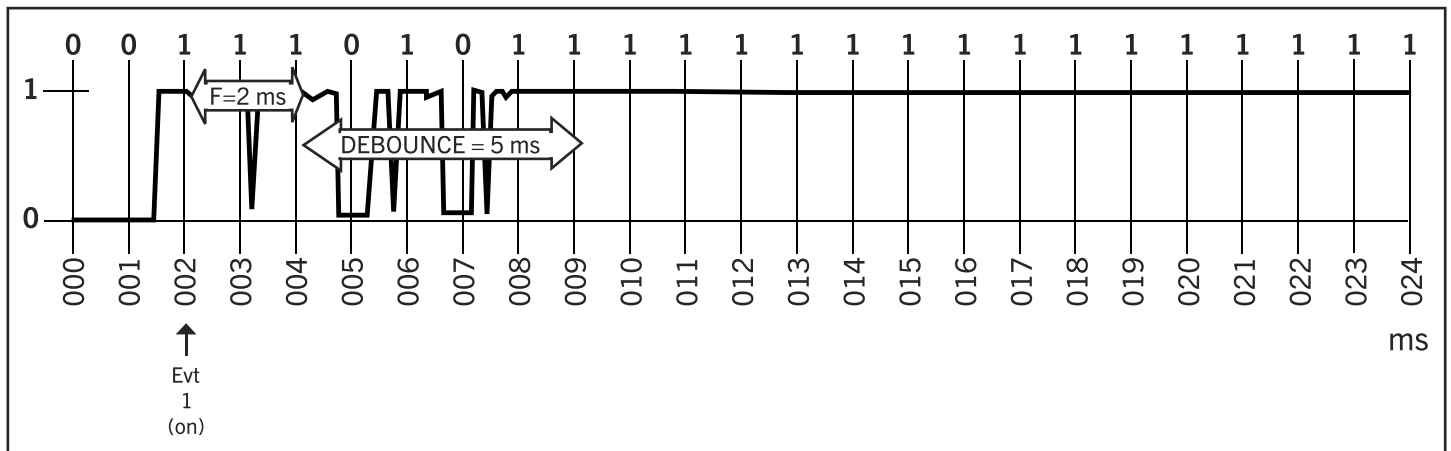 0 0 1 1 1 0 1 0 1 1 1 1 1 1 1 1 1 1 1 1 1 1 1 1 1
1
F=2 ms
DEBOUNCE = 5 ms
0
000 001 002 003 004 005 006 007 008 009 010 011 012 013 014 015 016 017 018 019 020 021 022 023 024
ms
Evt
1
(on)